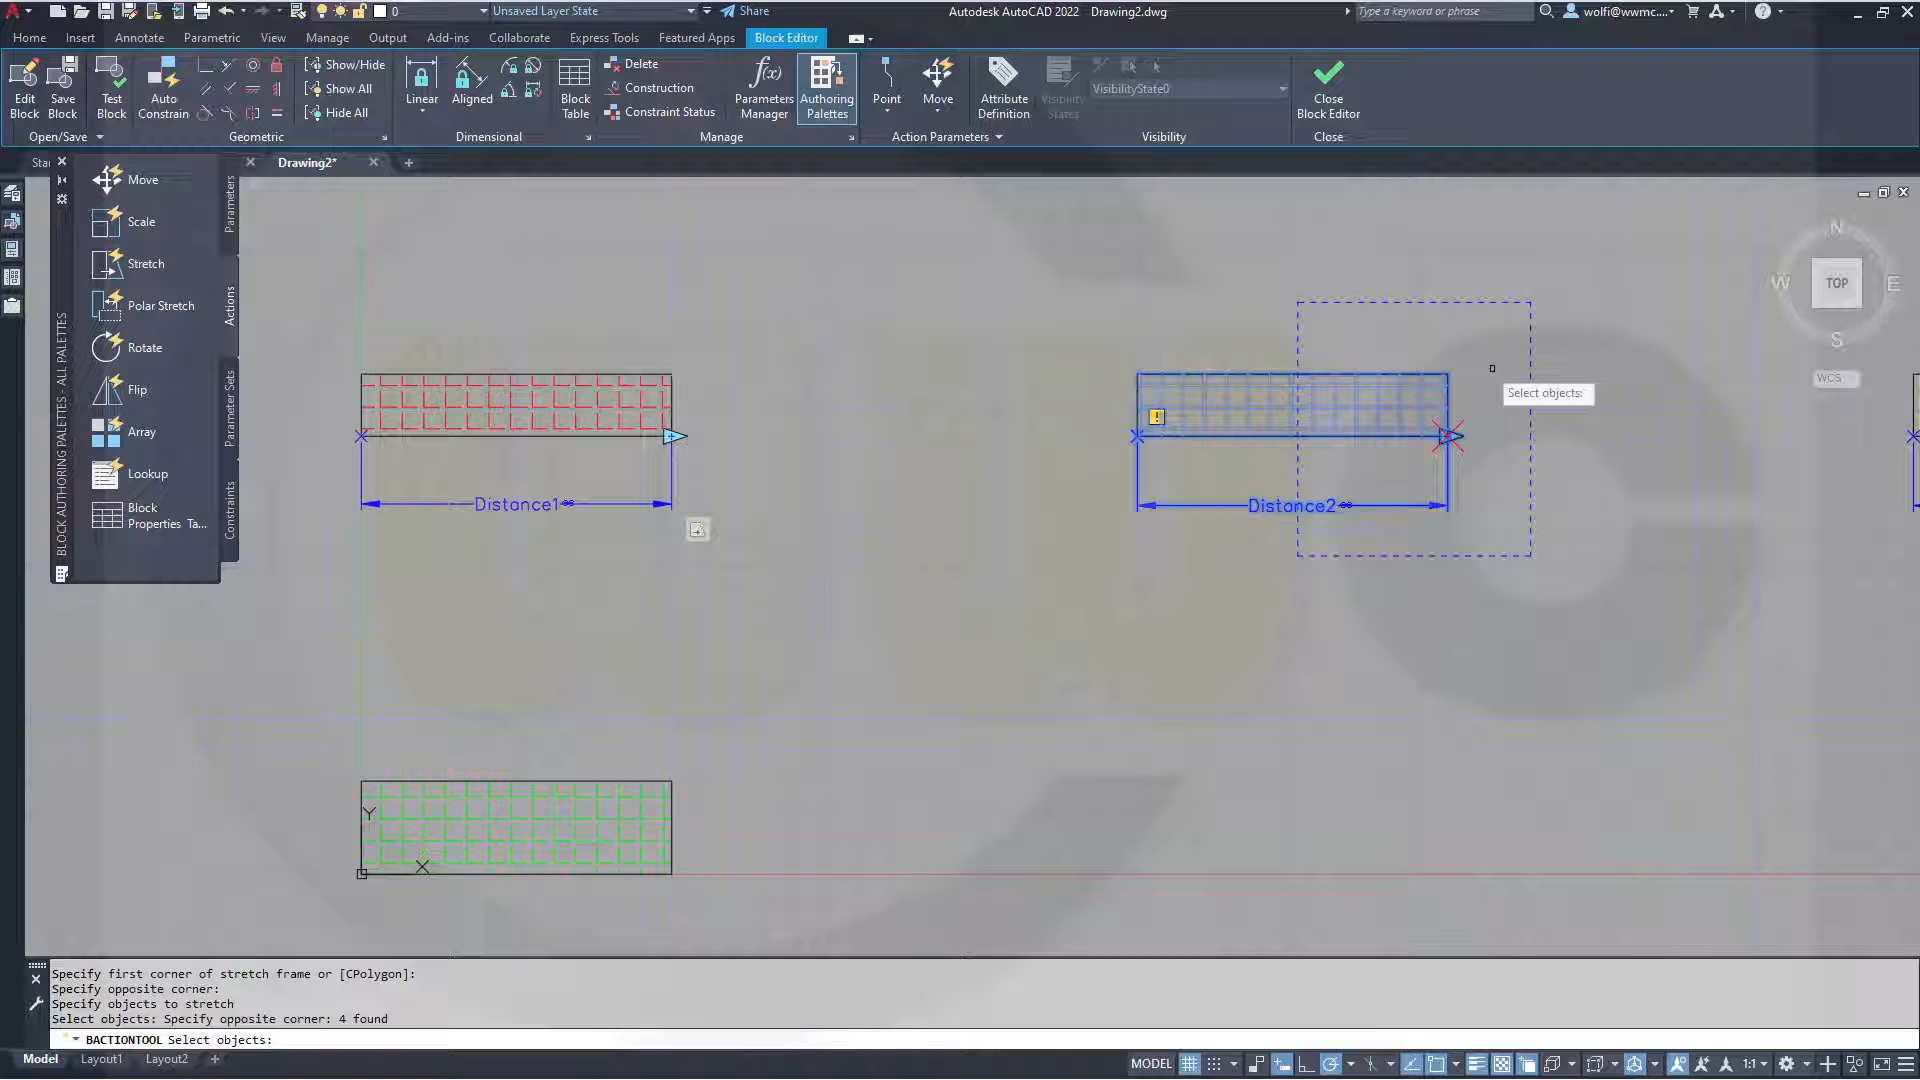 0
Unsaved Layer State
Share
Autodesk AutoCAD 2022 Drawing2.dwg
Type a keyword or phrase
wolfi@wwmc....
Home Insert Annotate Parametric View Manage Output Add-ins Collaborate Express Tools Featured Apps Block Editor
Edit Block
Save Block
Test Block
Auto Constrain
Show/Hide
Show All
Hide All
Linear
Aligned
Block Table
Delete
Construction
Constraint Status
Parameters Manager
Authoring Palettes
Point
Move
Attribute Definition
Visibility States
VisibilityState0
Close Block Editor
Open/Save Geometric Dimensional Manage Action Parameters Visibility Close
Star
Drawing2*
Move
Scale
Stretch
Polar Stretch
Rotate
Flip
Array
Lookup
Block
Properties Ta...
Parameters
Actions
Parameter Sets
Constraints
BLOCK AUTHORING PALETTES - ALL PALETTES
Distance1
Distance2
Select objects:
N
W
TOP
E
S
WCS
Y
X
Specify first corner of stretch frame or [CPolygon]:
Specify opposite corner:
Specify objects to stretch
Select objects: Specify opposite corner: 4 found
BACTIONTOOL Select objects:
Model Layout1 Layout2
MODEL
1:1